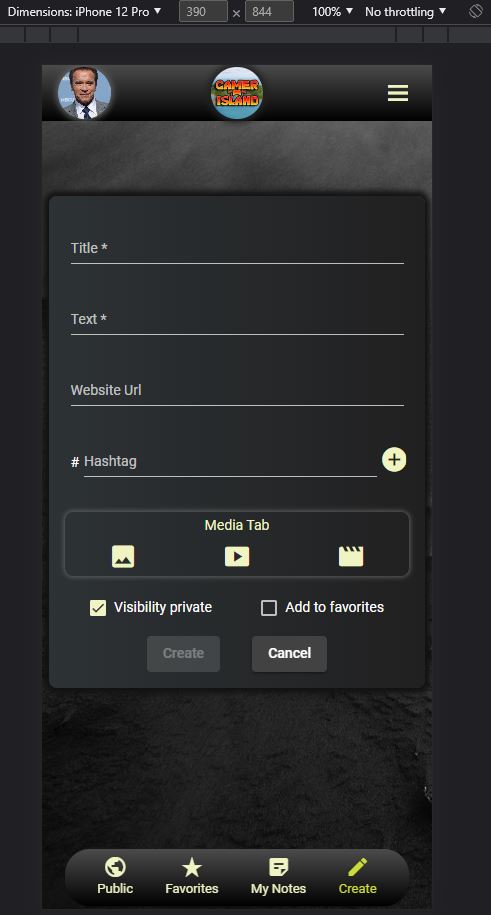 Dimensions: iPhone 12 Pro ▼ 390 × 844 100% ▼ No throttling ▼
GAMER
ISLAND
Title *
Text *
Website Url
# Hashtag
Media Tab
Visibility private Add to favorites
Create Cancel
Public Favorites My Notes Create